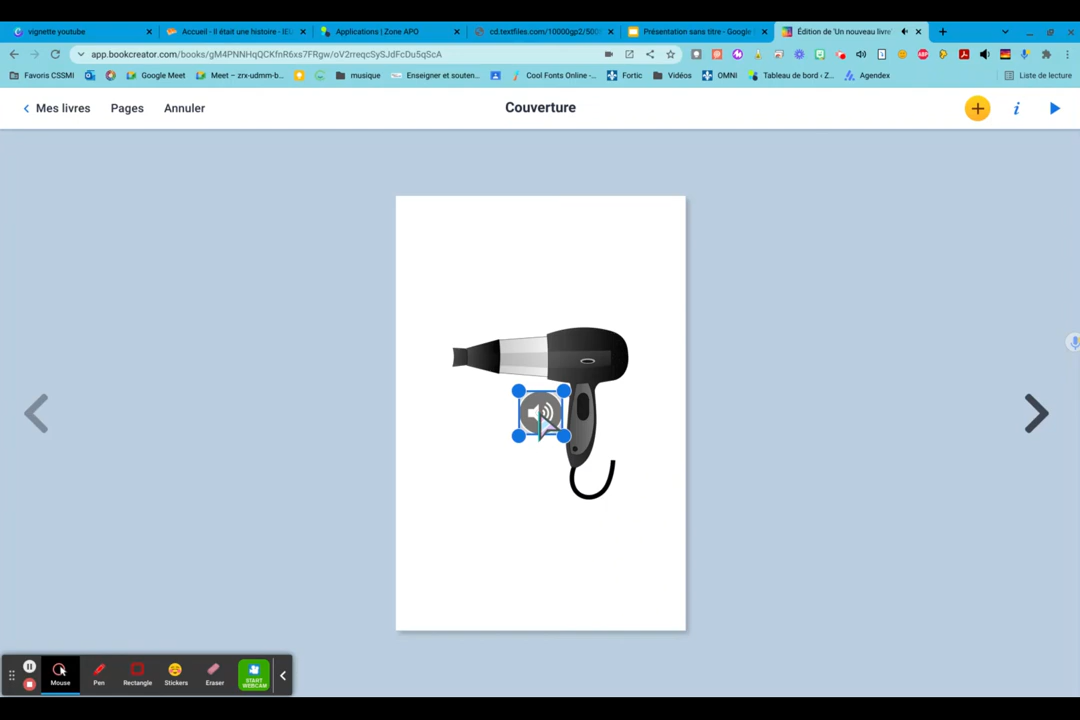 vignette youtube
Accueil - Il était une histoire - IEL
Applications | Zone APO
cd.textfiles.com/10000gp2/500
Présentation sans titre - Google
Édition de 'Un nouveau livre'
app.bookcreator.com/books/gM4PNNHqQCKfnR6xs7FRgw/oV2rreqcSySJdFcDu5qScA
Favoris CSSMI
Google Meet
Meet – zrx-udmm-b...
musique
Enseigner et souten...
Cool Fonts Online -...
Fortic
Vidéos
OMNI
Tableau de bord ‹ Z...
Agendex
Liste de lecture
Mes livres
Pages
Annuler
Couverture
Mouse
Pen
Rectangle
Stickers
Eraser
START
WEBCAM